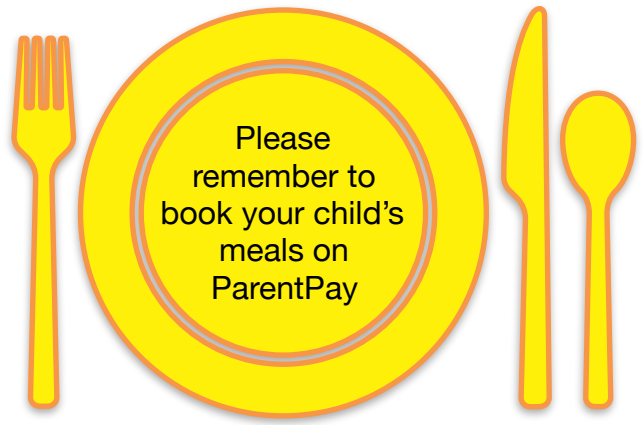 Please
remember to
book your child’s
meals on
ParentPay